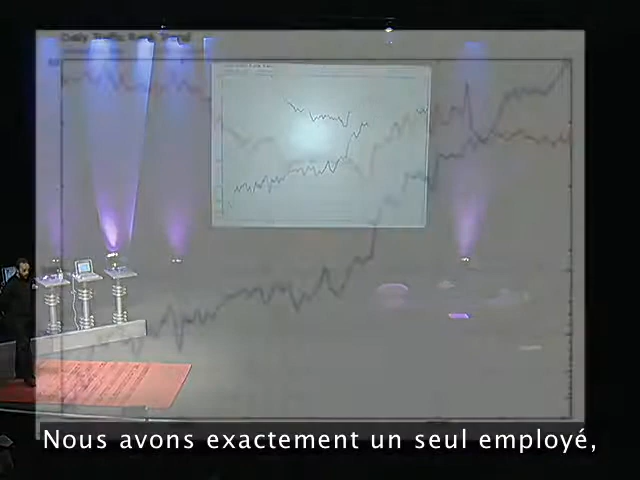 Daily Traffic Rank Trend
Nous avons exactement un seul employé,